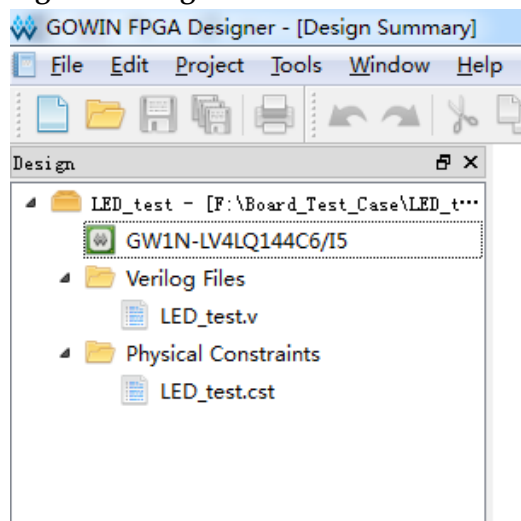 GOWIN FPGA Designer - [Design Summary]
File Edit Project Tools Window Help
Design
LED_test - [F:\Board_Test_Case\LED_t...
GW1N-LV4LQ144C6/I5
Verilog Files
LED_test.v
Physical Constraints
LED_test.cst